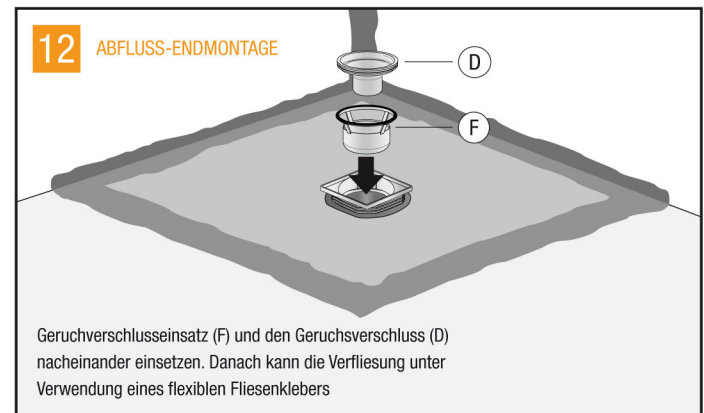 12 ABFLUSS-ENDMONTAGE
D
F
Geruchverschlusseinsatz (F) und den Geruchsverschluss (D)
nacheinander einsetzen. Danach kann die Verfliesung unter
Verwendung eines flexiblen Fliesenklebers